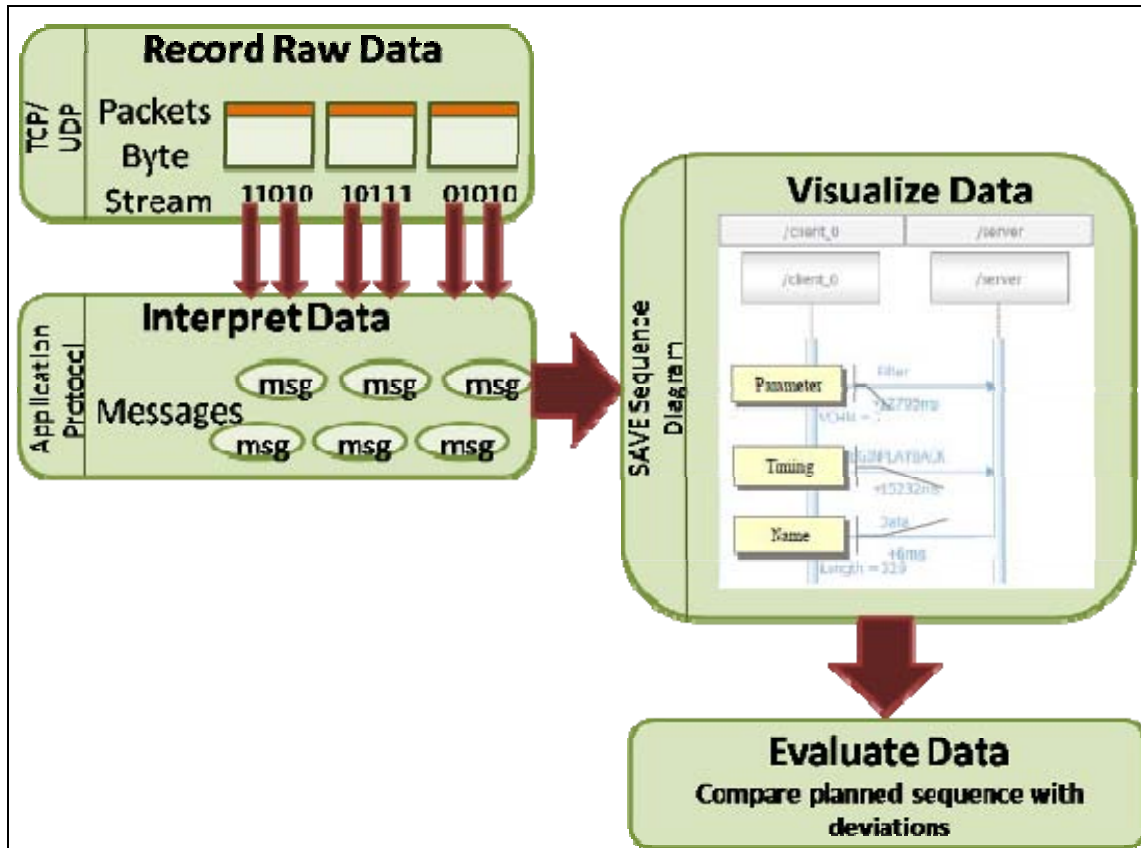 Record Raw Data
TCP/
UDP
Packets
Byte
Stream
11010 10111 01010
Interpret Data
Application
Protocol
Messages
msg msg msg
msg msg msg
Visualize Data
SAVE Sequence
Diagram
/client_0 /server
/client_0 /server
Parameter
Filter
Timing
+15232ms
Name
Data
+6ms
Length = 329
Evaluate Data
Compare planned sequence with
deviations